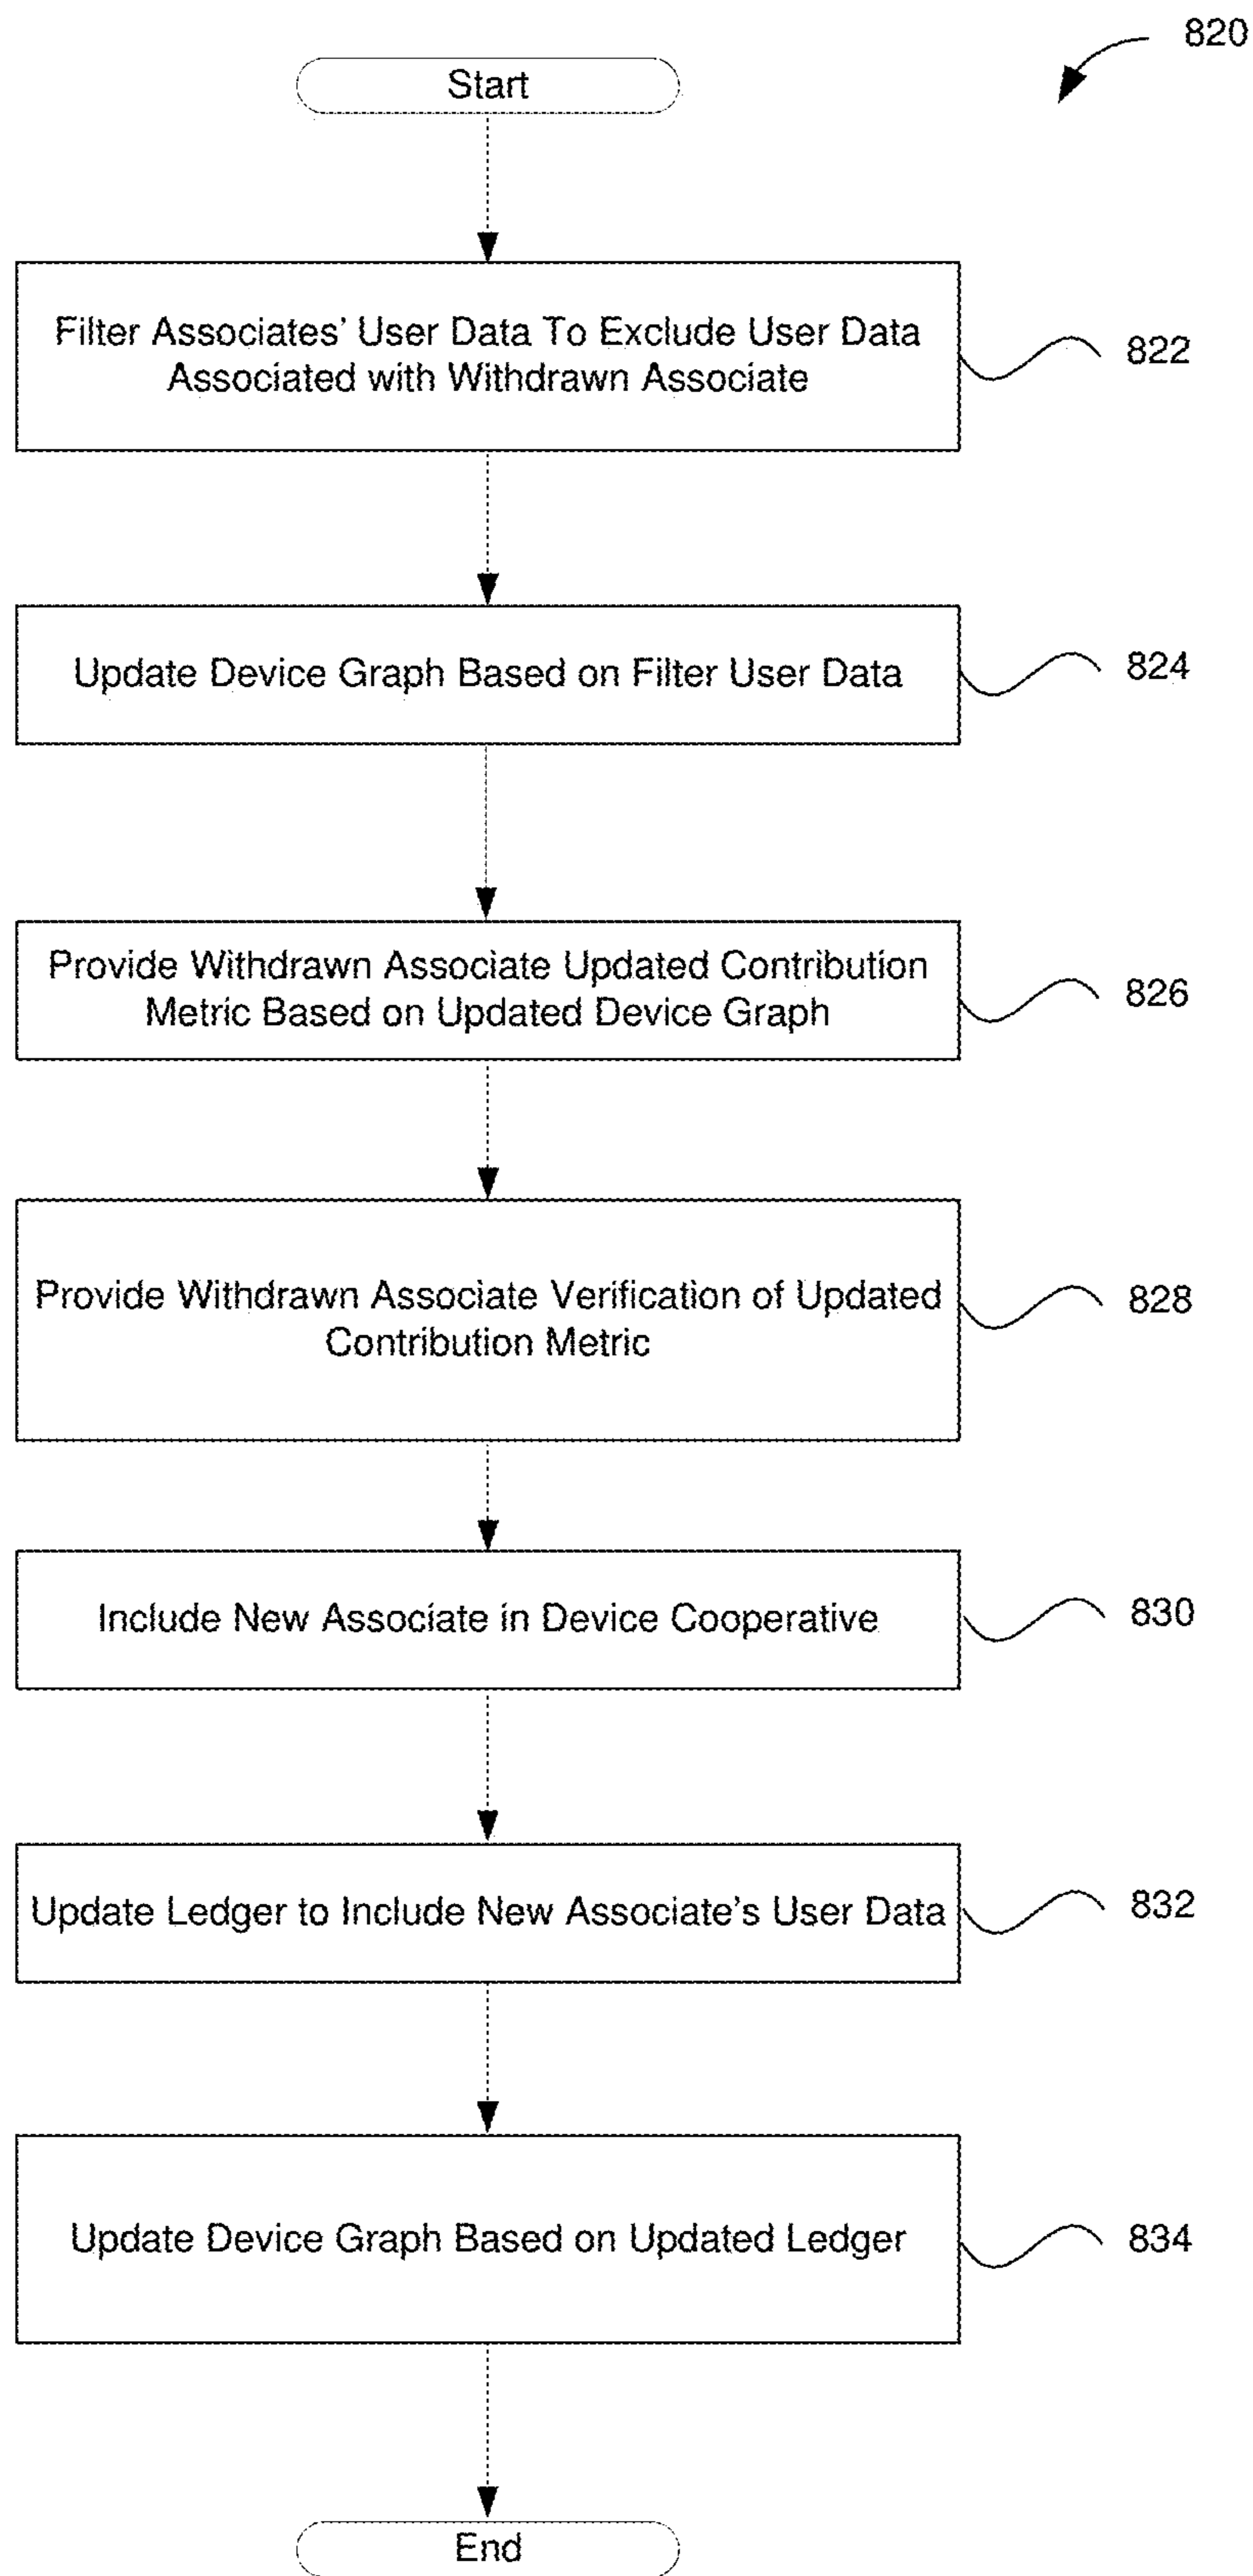 820
Start
Filter Associates' User Data To Exclude User Data
Associated with Withdrawn Associate
822
Update Device Graph Based on Filter User Data
824
Provide Withdrawn Associate Updated Contribution
Metric Based on Updated Device Graph
826
Provide Withdrawn Associate Verification of Updated
Contribution Metric
828
Include New Associate in Device Cooperative
830
Update Ledger to Include New Associate's User Data
832
Update Device Graph Based on Updated Ledger
834
End